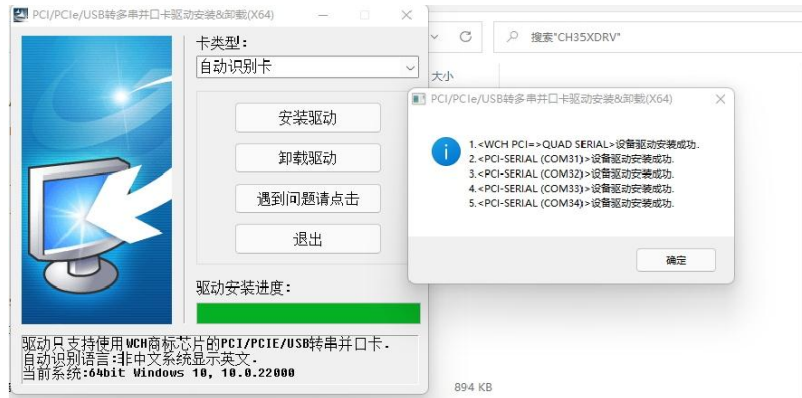 PCI/PCIe/USB转多串并口卡驱动安装&卸载(X64)
卡类型:
自动识别卡
安装驱动
卸载驱动
遇到问题请点击
退出
驱动安装进度:
驱动只支持使用WCH商标芯片的PCI/PCIE/USB转串并口卡.
自动识别语言:非中文系统显示英文.
当前系统:64bit Windows 10, 10.0.22000
搜索"CH35XDRV"
大小
PCI/PCIe/USB转多串并口卡驱动安装&卸载(X64)
1.<WCH PCI=>QUAD SERIAL>设备驱动安装成功.
2.<PCI-SERIAL (COM31)>设备驱动安装成功.
3.<PCI-SERIAL (COM32)>设备驱动安装成功.
4.<PCI-SERIAL (COM33)>设备驱动安装成功.
5.<PCI-SERIAL (COM34)>设备驱动安装成功.
确定
894 KB